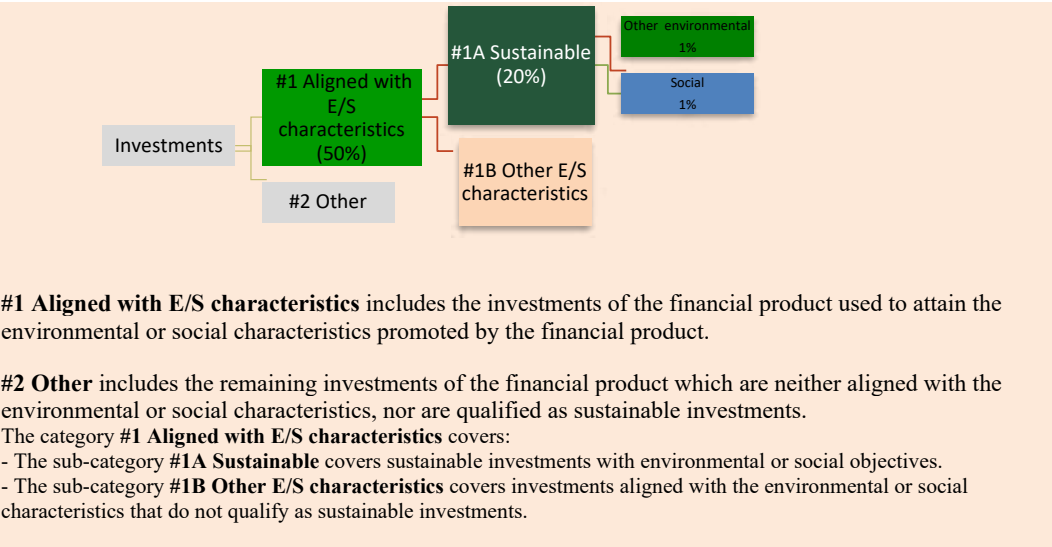 Investments
#1 Aligned with
E/S
characteristics
(50%)
#2 Other
#1A Sustainable
(20%)
#1B Other E/S
characteristics
Other environmental
1%
Social
1%
#1 Aligned with E/S characteristics includes the investments of the financial product used to attain the
environmental or social characteristics promoted by the financial product.
#2 Other includes the remaining investments of the financial product which are neither aligned with the
environmental or social characteristics, nor are qualified as sustainable investments.
The category #1 Aligned with E/S characteristics covers:
- The sub-category #1A Sustainable covers sustainable investments with environmental or social objectives.
- The sub-category #1B Other E/S characteristics covers investments aligned with the environmental or social
characteristics that do not qualify as sustainable investments.